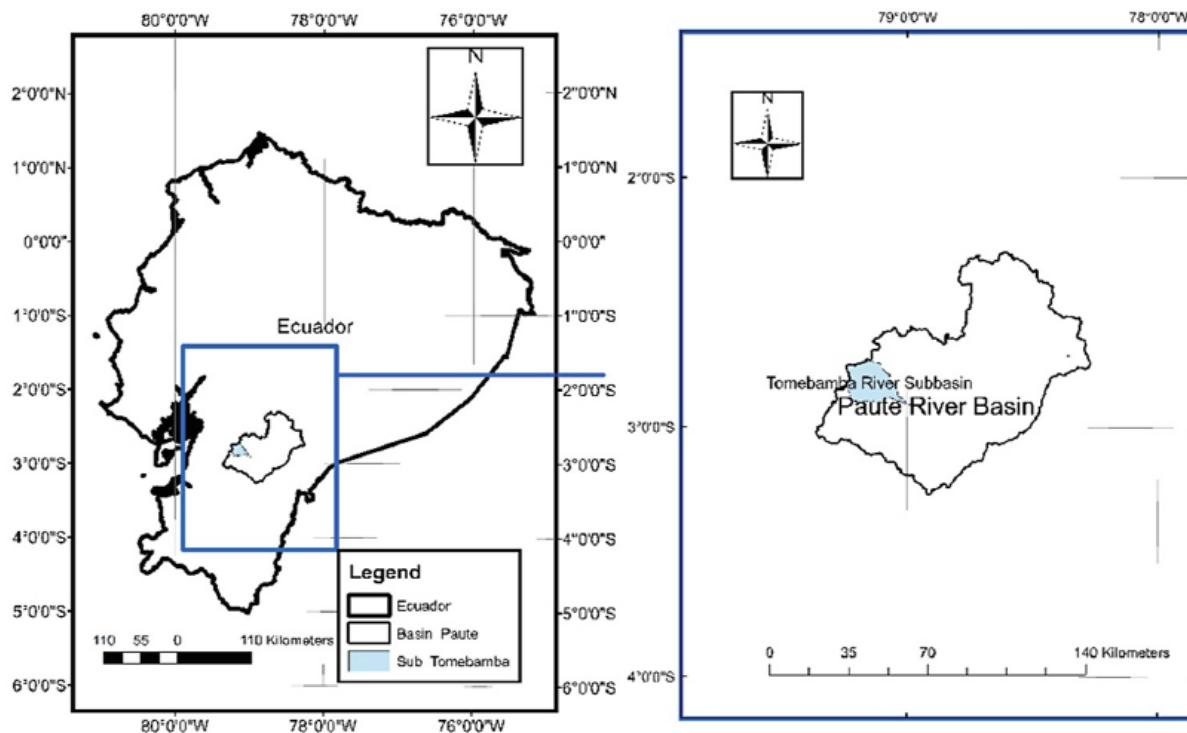 80°0'0"W 78°0'0"W 76°0'0"W
N
2°0'0"N 2°0'0"N
1°0'0"N 1°0'0"N
0°0'0" 0°0'0"
1°0'0"S 1°0'0"S
Ecuador
2°0'0"S 2°0'0"S
3°0'0"S 3°0'0"S
4°0'0"S 4°0'0"S
Legend
Ecuador
Basin Paute
Sub Tomebamba
5°0'0"S 5°0'0"S
110 55 0 110 Kilometers
6°0'0"S 6°0'0"S
80°0'0"W 78°0'0"W 76°0'0"W
79°0'0"W 78°0'0"W
N
2°0'0"S
Tomebamba River Subbasin
Paute River Basin
3°0'0"S
0 35 70 140 Kilometers
4°0'0"S